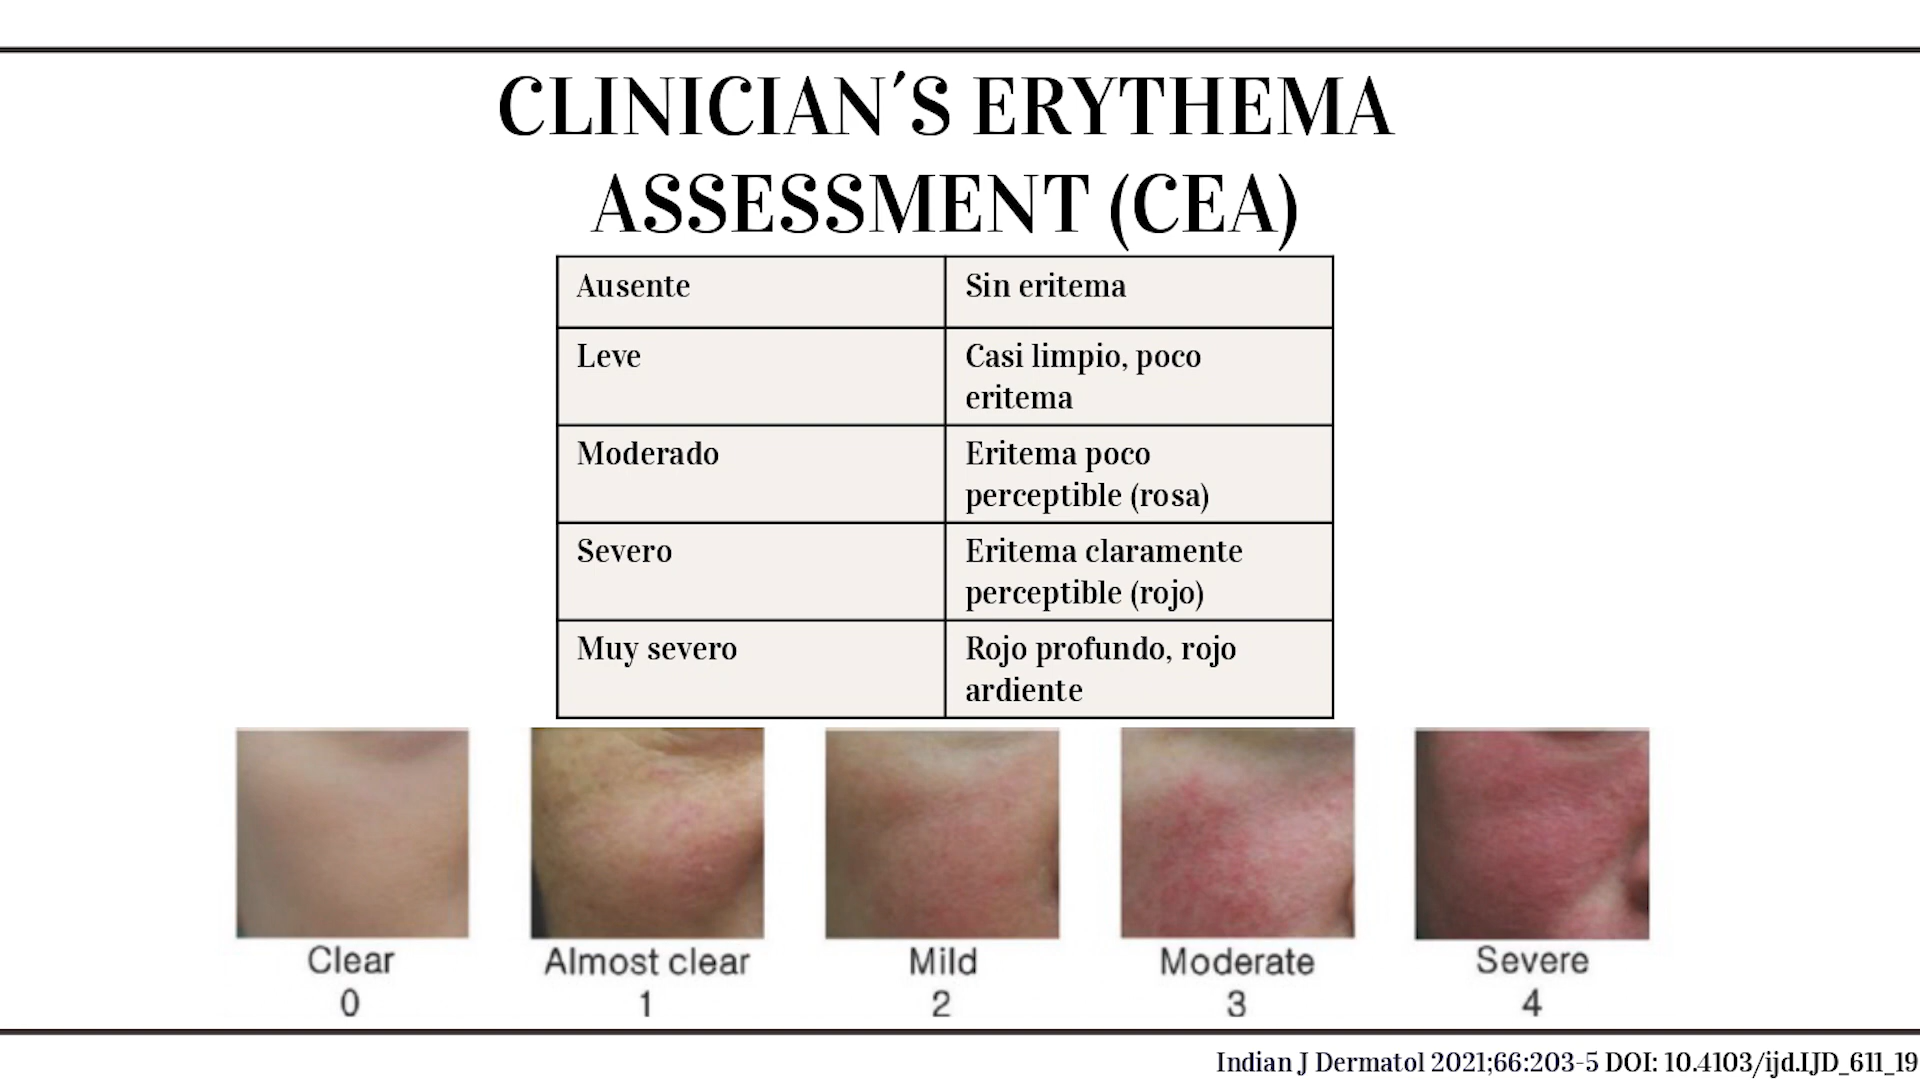 CLINICIAN´S ERYTHEMA
ASSESSMENT (CEA)
Ausente
Sin eritema
Leve
Casi limpio, poco
eritema
Moderado
Eritema poco
perceptible (rosa)
Severo
Eritema claramente
perceptible (rojo)
Muy severo
Rojo profundo, rojo
ardiente
Clear
0
Almost clear
1
Mild
2
Moderate
3
Severe
4
Indian J Dermatol 2021;66:203-5 DOI: 10.4103/ijd.IJD_611_19